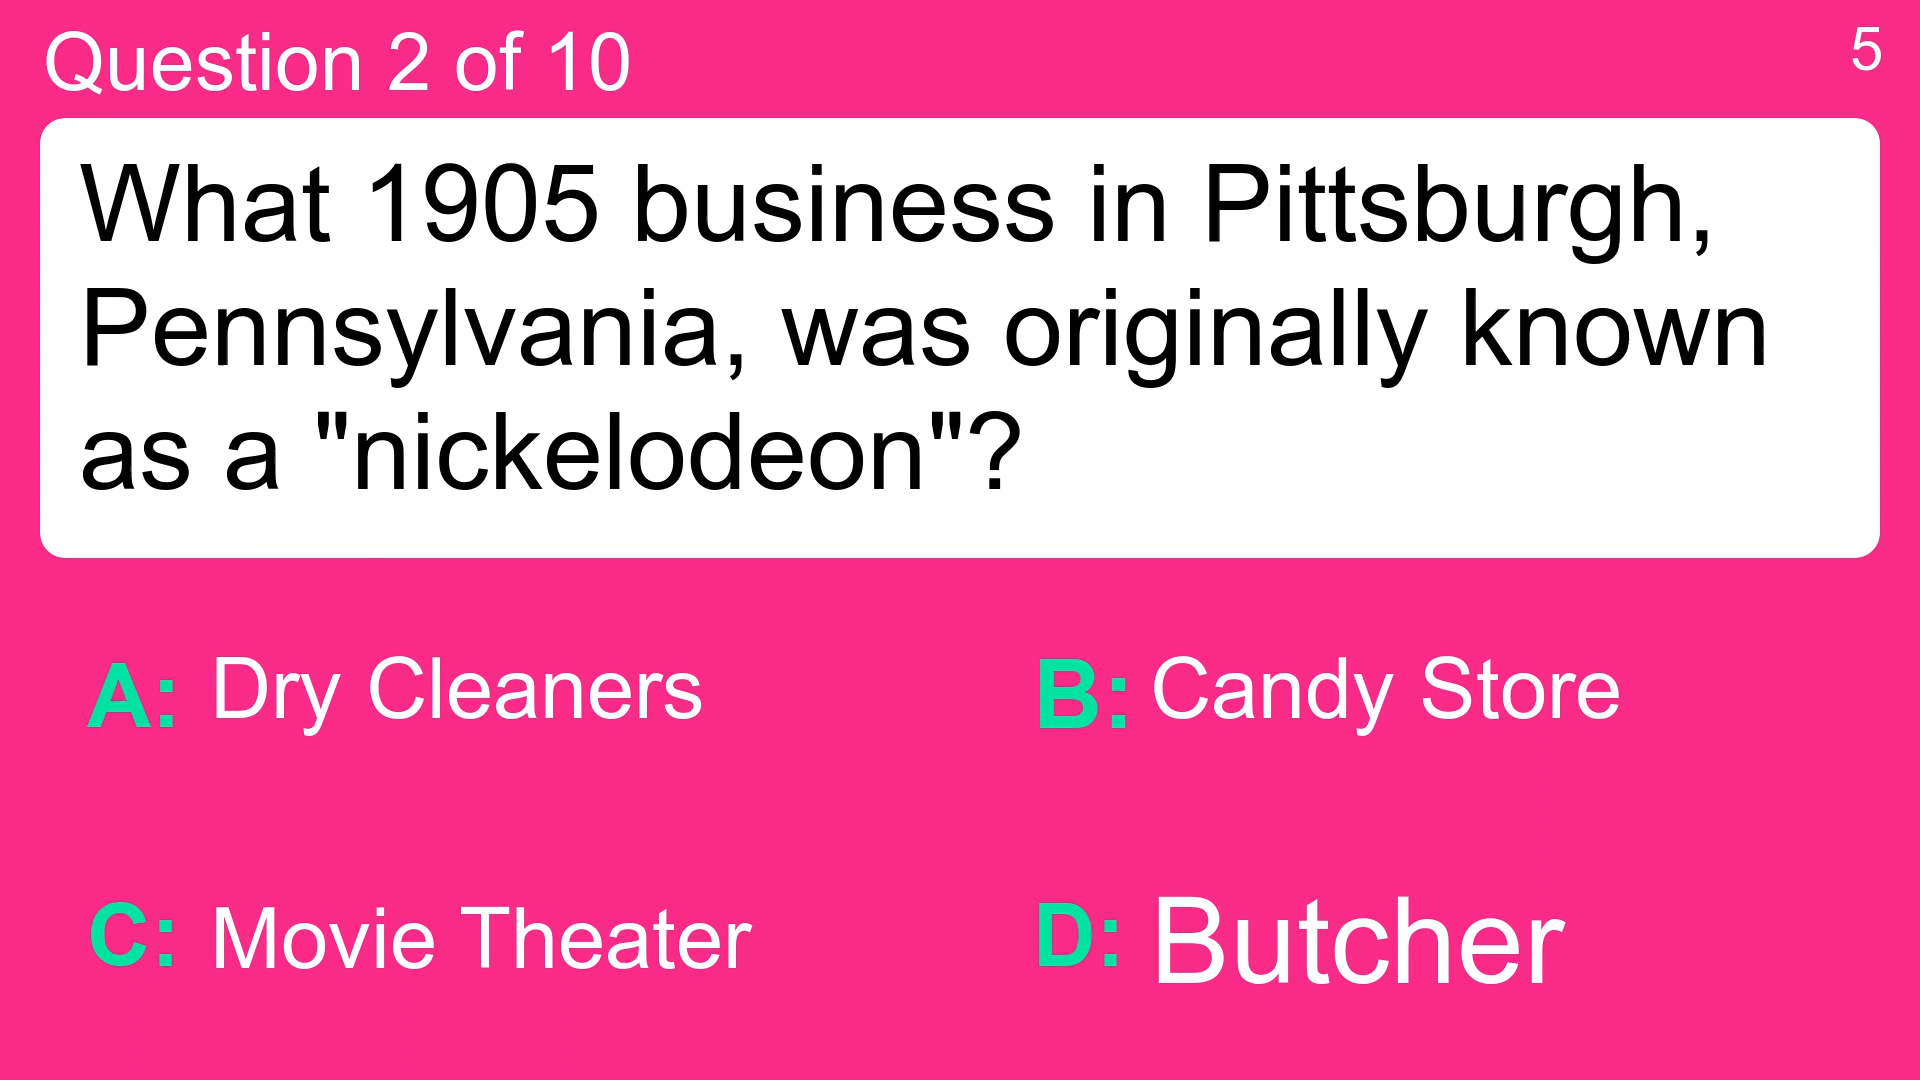 Question 2 of 10
5
What 1905 business in Pittsburgh,
Pennsylvania, was originally known
as a "nickelodeon"?
A: Dry Cleaners
B: Candy Store
C: Movie Theater
D: Butcher